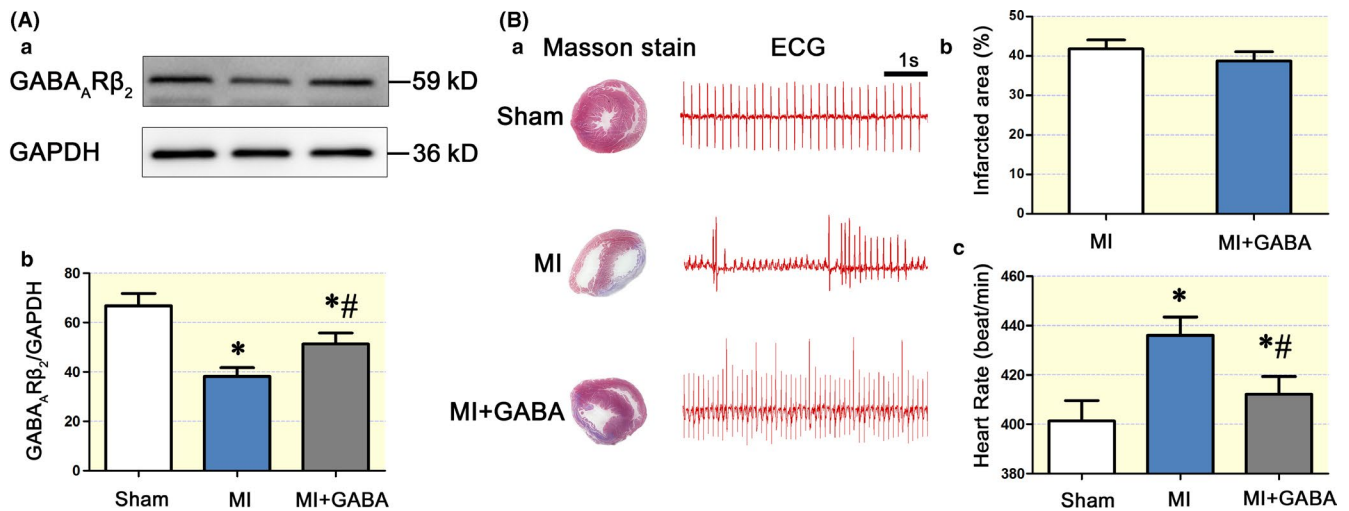 (A)
a
GABA_ARβ_2
59 kD
GAPDH
36 kD
b
GABA_ARβ_2/GAPDH
80
60
40
20
0
*
*#
Sham MI MI+GABA
(B)
a Masson stain ECG
1s
Sham
MI
MI+GABA
b
Infarcted area (%)
50
40
30
20
10
0
MI MI+GABA
c
Heart Rate (beat/min)
460
440
420
400
380
*
*#
Sham MI MI+GABA